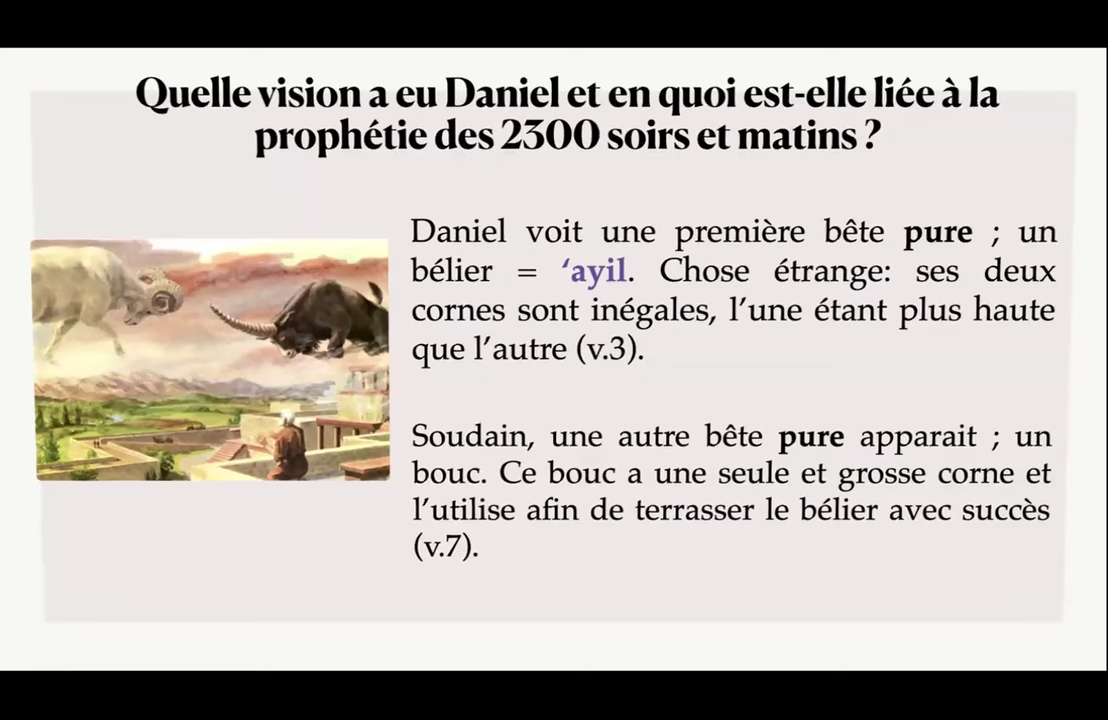 Quelle vision a eu Daniel et en quoi est-elle liée à la
prophétie des 2300 soirs et matins ?
Daniel voit une première bête pure ; un
bélier = ‘ayil. Chose étrange: ses deux
cornes sont inégales, l’une étant plus haute
que l’autre (v.3).
Soudain, une autre bête pure apparait ; un
bouc. Ce bouc a une seule et grosse corne et
l’utilise afin de terrasser le bélier avec succès
(v.7).